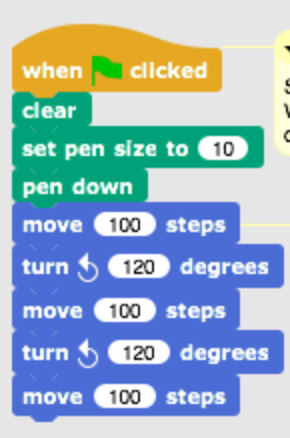 when clicked
clear
set pen size to 10
pen down
move 100 steps
turn 120 degrees
move 100 steps
turn 120 degrees
move 100 steps